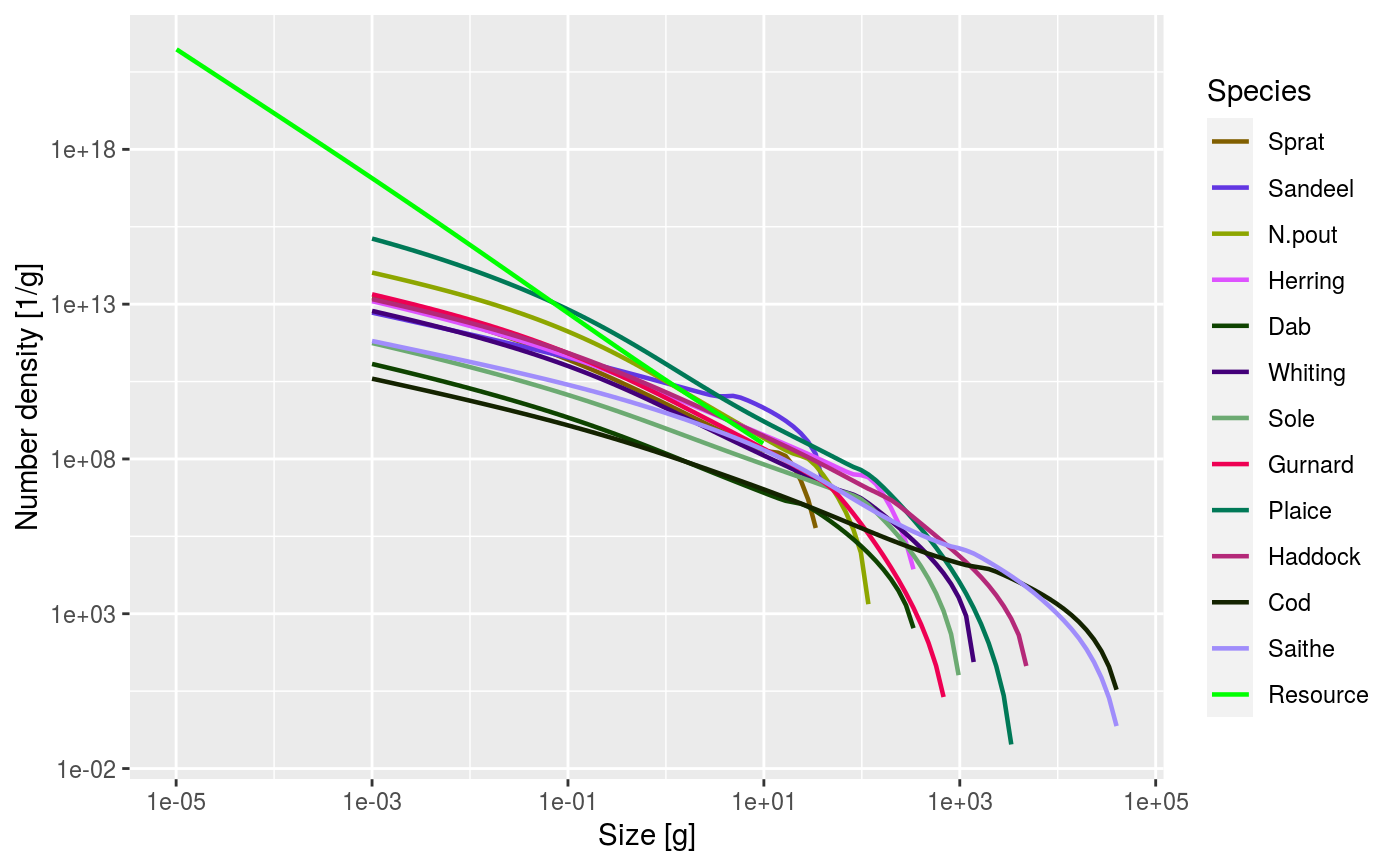 Number density [1/g]
1e+18
1e+13
1e+08
1e+03
1e-02
1e-05
1e-03
1e-01
1e+01
1e+03
1e+05
Size [g]
Species
Sprat
Sandeel
N.pout
Herring
Dab
Whiting
Sole
Gurnard
Plaice
Haddock
Cod
Saithe
Resource